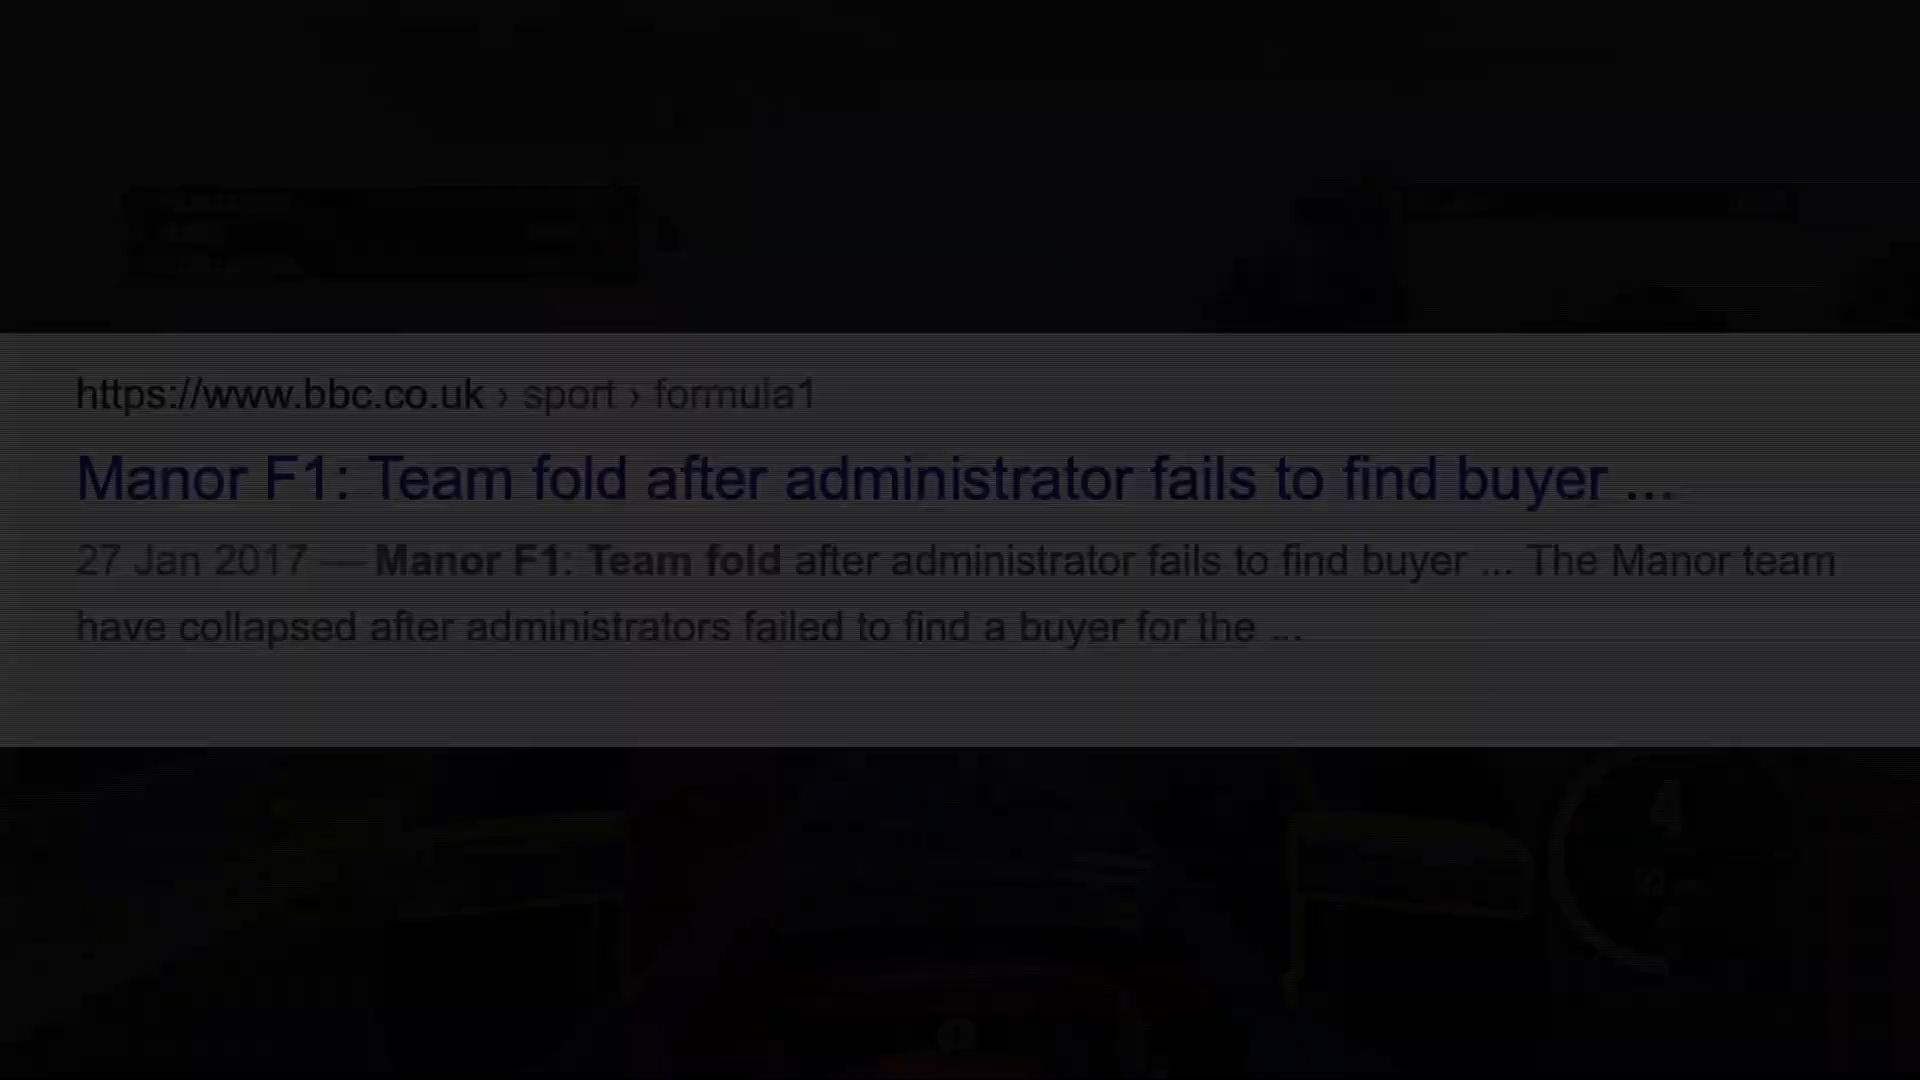 https://www.bbc.co.uk › sport › formula1
Manor F1: Team fold after administrator fails to find buyer ...
27 Jan 2017 — Manor F1: Team fold after administrator fails to find buyer ... The Manor team
have collapsed after administrators failed to find a buyer for the ...
4